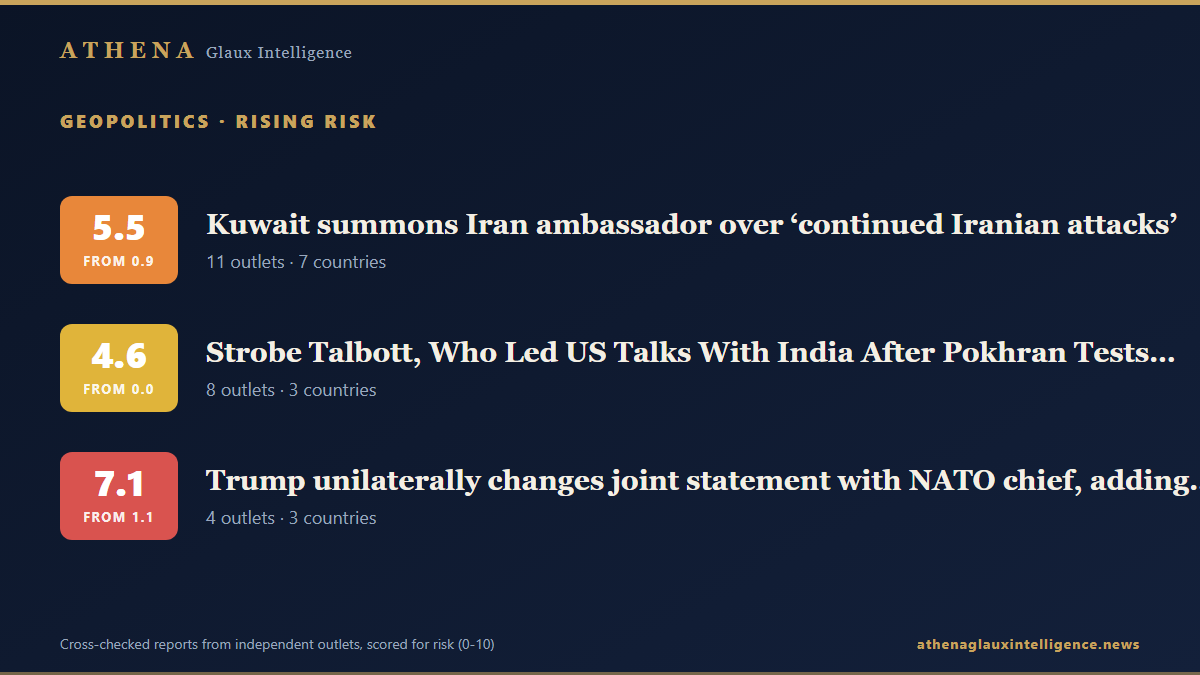 ATHENA Glaux Intelligence
GEOPOLITICS · RISING RISK
5.5
FROM 0.9
Kuwait summons Iran ambassador over ‘continued Iranian attacks’
11 outlets · 7 countries
4.6
FROM 0.0
Strobe Talbott, Who Led US Talks With India After Pokhran Tests...
8 outlets · 3 countries
7.1
FROM 1.1
Trump unilaterally changes joint statement with NATO chief, adding...
4 outlets · 3 countries
Cross-checked reports from independent outlets, scored for risk (0-10)
athenaglauxintelligence.news